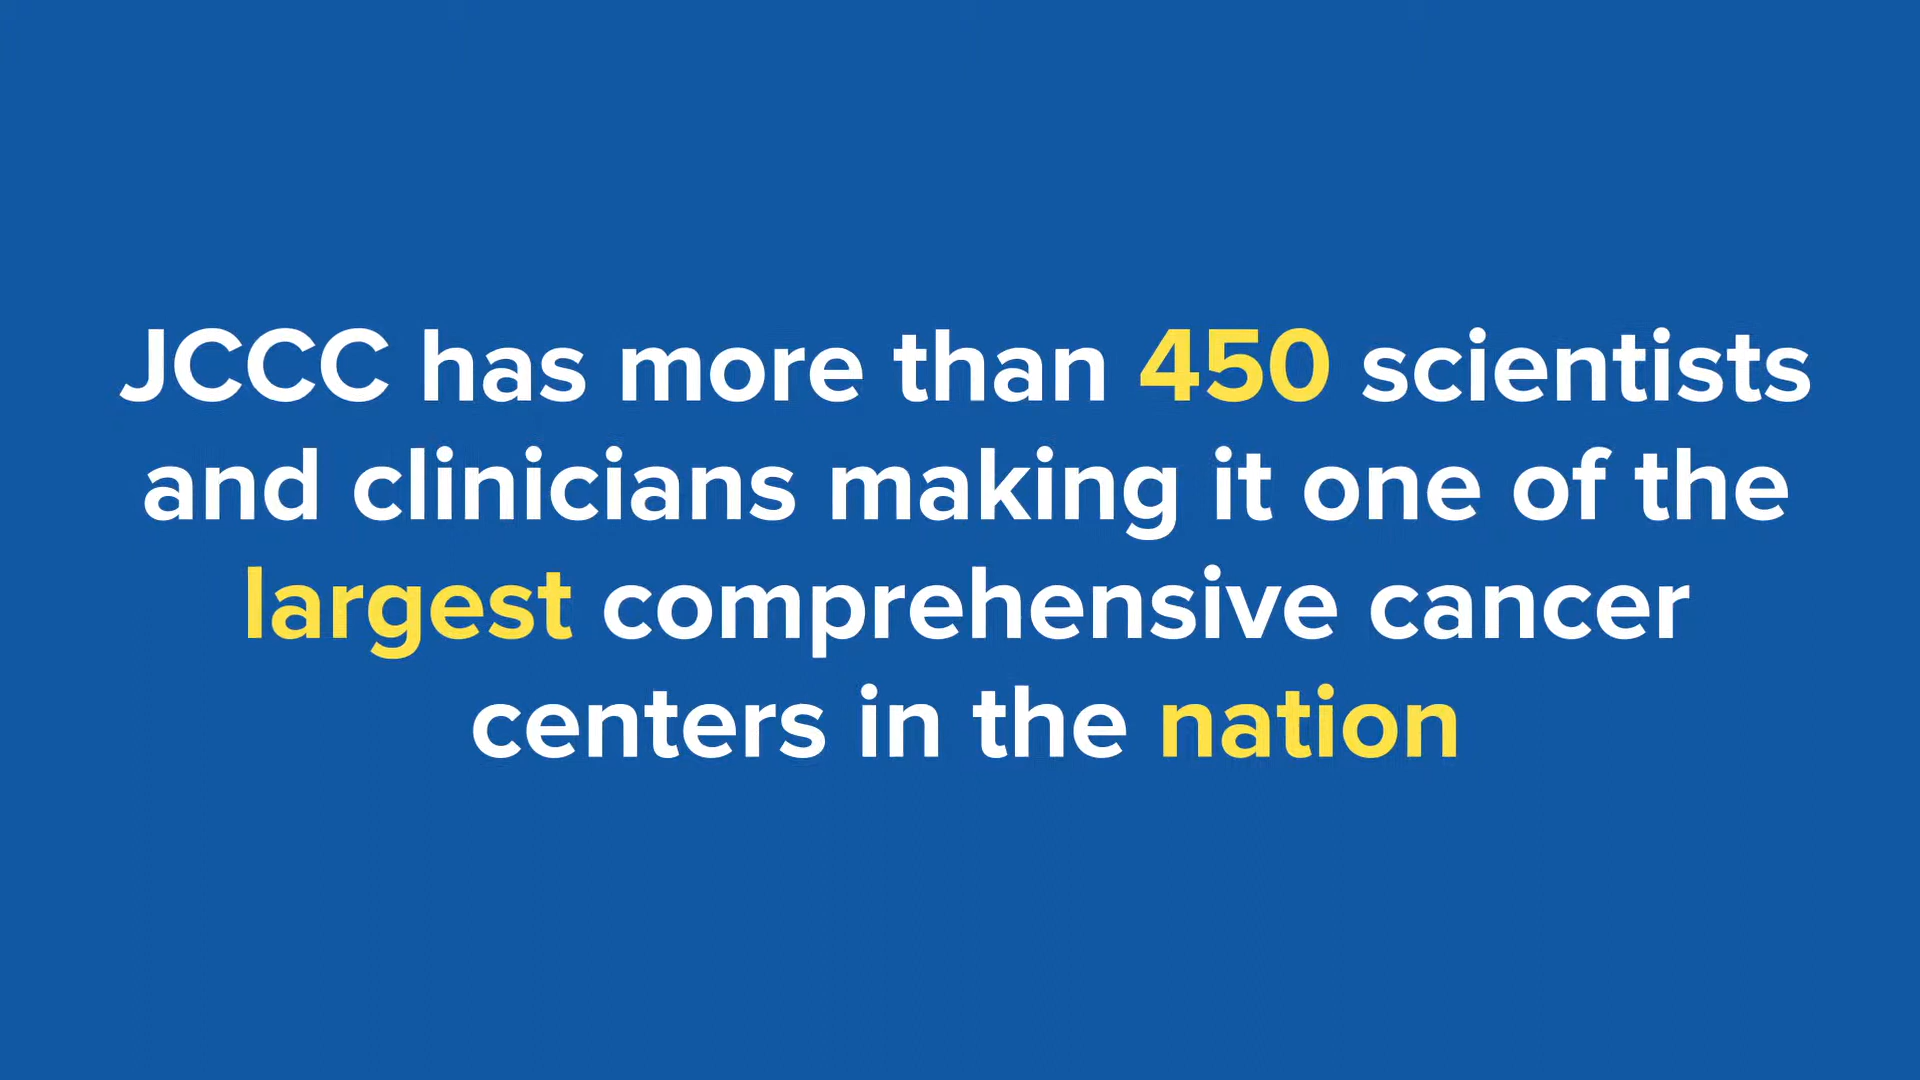 JCCC has more than 450 scientists
and clinicians making it one of the
largest comprehensive cancer
centers in the nation